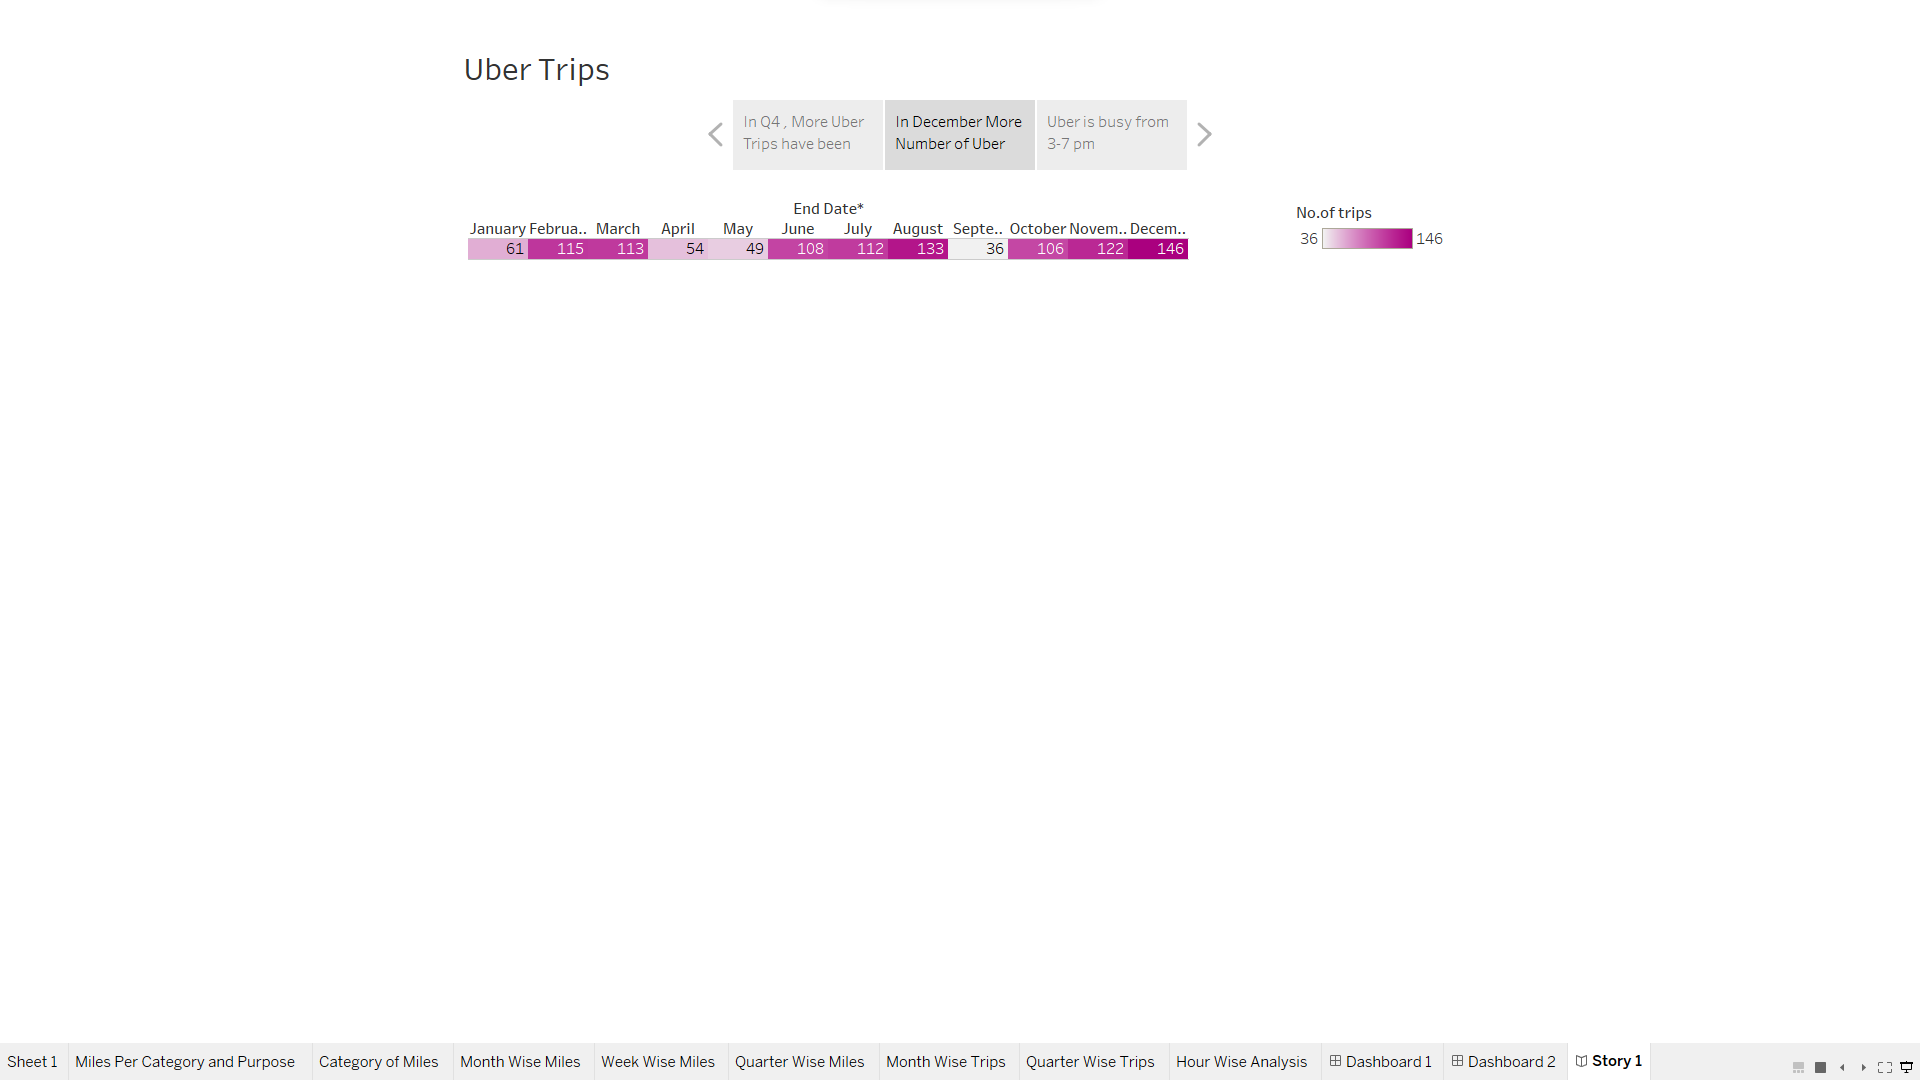 Uber Trips
In Q4 , More Uber
Trips have been
In December More
Number of Uber
Uber is busy from
3-7 pm
End Date*
January Februa.. March April May June July August Septe.. October Novem.. Decem..
61 115 113 54 49 108 112 133 36 106 122 146
No.of trips
36 146
Sheet 1 Miles Per Category and Purpose Category of Miles Month Wise Miles Week Wise Miles Quarter Wise Miles Month Wise Trips Quarter Wise Trips Hour Wise Analysis Dashboard 1 Dashboard 2 Story 1